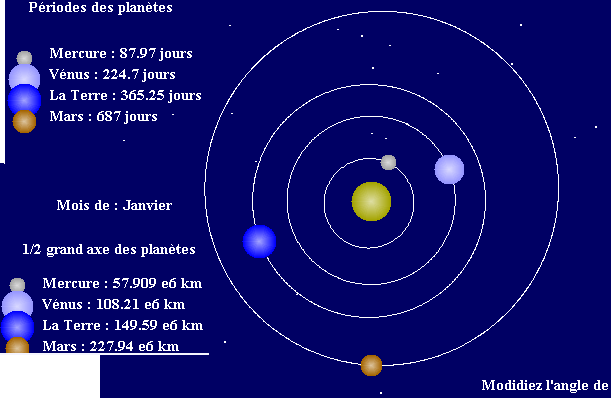 Périodes des planètes
Mercure : 87.97 jours
Vénus : 224.7 jours
La Terre : 365.25 jours
Mars : 687 jours
Mois de : Janvier
1/2 grand axe des planètes
Mercure : 57.909 e6 km
Vénus : 108.21 e6 km
La Terre : 149.59 e6 km
Mars : 227.94 e6 km
Modidiez l'angle de